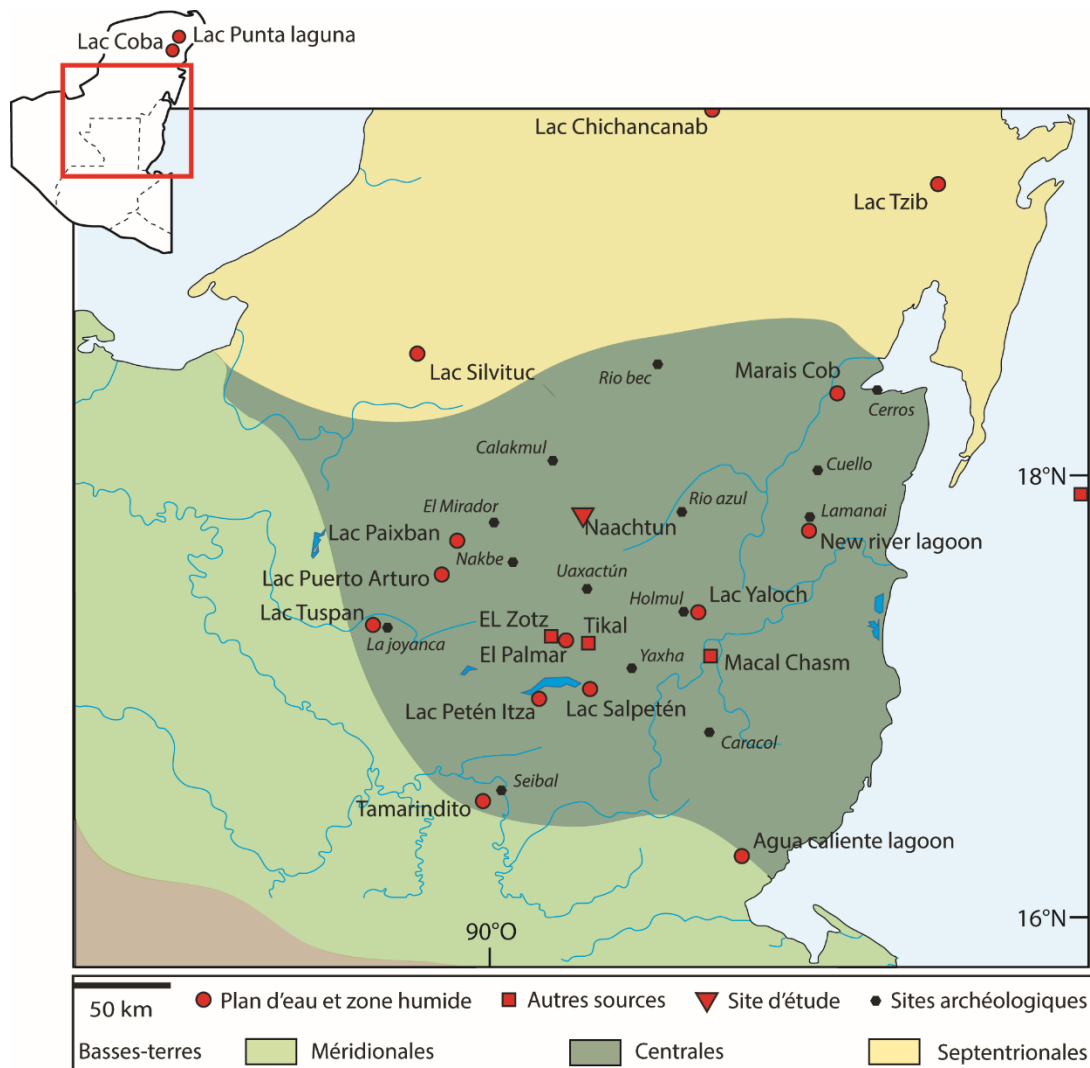 Lac Punta laguna
Lac Coba
Lac Chichancanab
Lac Tzib
Lac Silvituc
Rio bec
Marais Cob
Cerros
Calakmul
Cuello
18°N
El Mirador
Rio azul
Lamanai
Naachtun
Lac Paixban
New river lagoon
Nakbe
Lac Puerto Arturo
Uaxactún
Lac Tuspan
Holmul
Lac Yaloch
La joyanca
EL Zotz
Tikal
El Palmar
Yaxha
Macal Chasm
Lac Petén Itza
Lac Salpetén
Caracol
Seibal
Tamarindito
Agua caliente lagoon
16°N
90°O
50 km
Plan d'eau et zone humide
Autres sources
Site d'étude
Sites archéologiques
Basses-terres
Méridionales
Centrales
Septentrionales